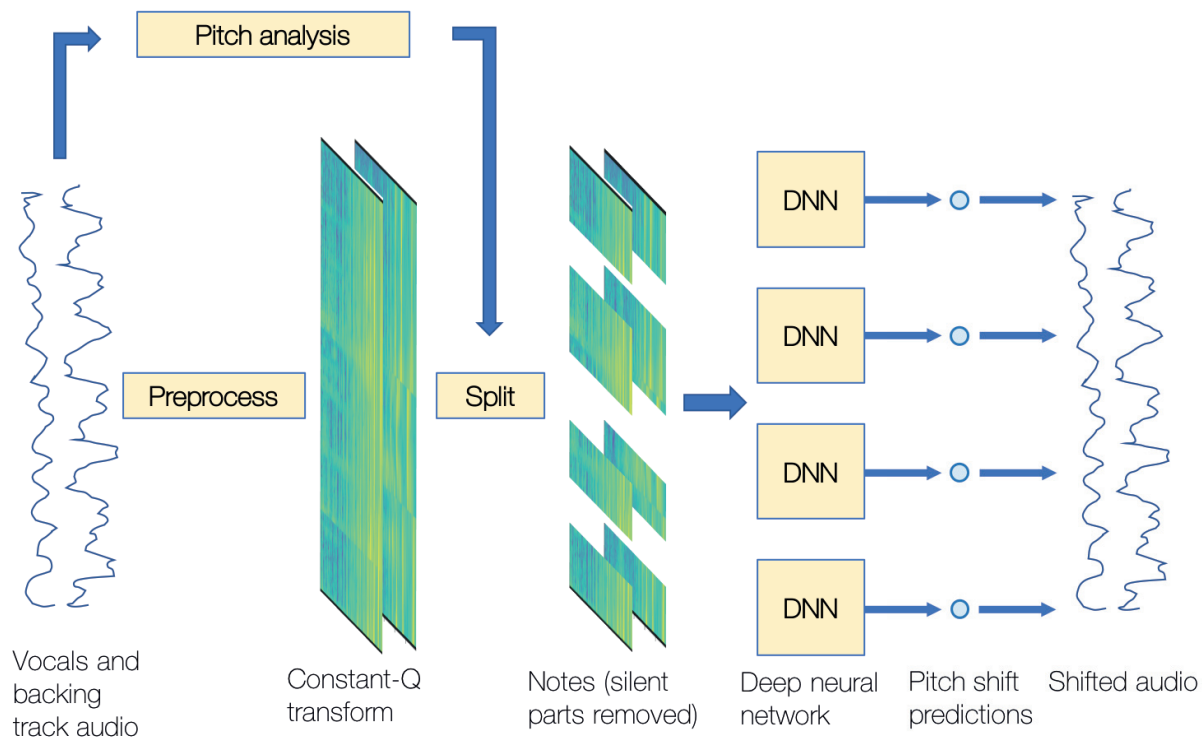 Pitch analysis
Preprocess
Split
DNN
DNN
DNN
DNN
Vocals and
backing
track audio
Constant-Q
transform
Notes (silent
parts removed)
Deep neural
network
Pitch shift
predictions
Shifted audio